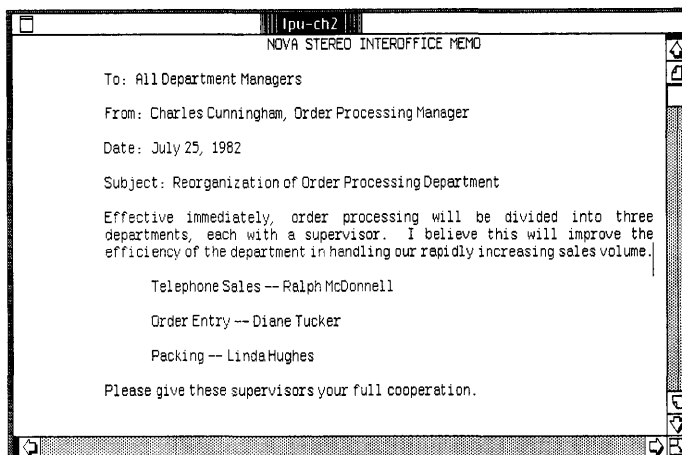 lpu-ch2
NOVA STEREO INTEROFFICE MEMO
To: All Department Managers
From: Charles Cunningham, Order Processing Manager
Date: July 25, 1982
Subject: Reorganization of Order Processing Department
Effective immediately, order processing will be divided into three
departments, each with a supervisor. I believe this will improve the
efficiency of the department in handling our rapidly increasing sales volume.
Telephone Sales -- Ralph McDonnell
Order Entry -- Diane Tucker
Packing -- Linda Hughes
Please give these supervisors your full cooperation.